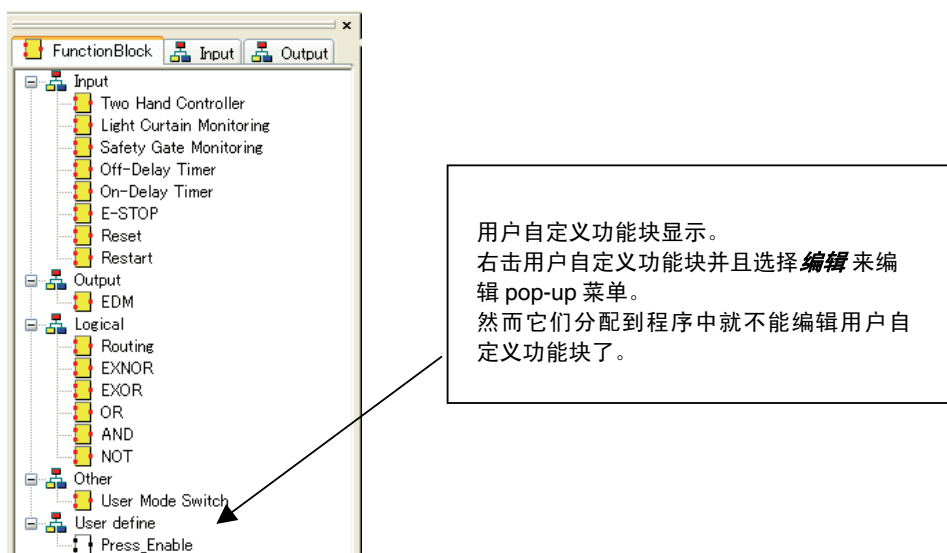 x
FunctionBlock Input Output
Input
Two Hand Controller
Light Curtain Monitoring
Safety Gate Monitoring
Off-Delay Timer
On-Delay Timer
E-STOP
Reset
Restart
Output
EDM
Logical
Routing
EXNOR
EXOR
OR
AND
NOT
Other
User Mode Switch
User define
Press_Enable
用户自定义功能块显示。
右击用户自定义功能块并且选择编辑 来编
辑 pop-up 菜单。
然而它们分配到程序中就不能编辑用户自
定义功能块了。